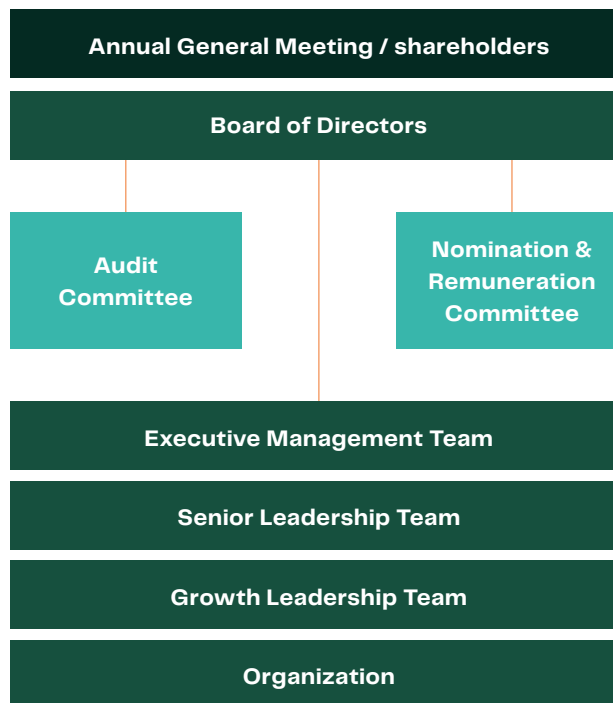 Annual General Meeting / shareholders
Board of Directors
Audit
Committee
Nomination &
Remuneration
Committee
Executive Management Team
Senior Leadership Team
Growth Leadership Team
Organization